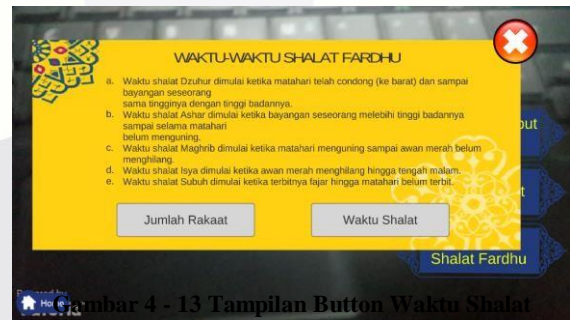 WAKTU-WAKTU SHALAT FARDHU
a. Waktu shalat Dzuhur dimulai ketika matahari telah condong (ke barat) dan sampai
bayangan seseorang
sama tingginya dengan tinggi badannya.
b. Waktu shalat Ashar dimulai ketika bayangan seseorang melebihi tinggi badannya
sampai selama matahari
belum menguning.
c. Waktu shalat Maghrib dimulai ketika matahari menguning sampai awan merah belum
menghilang.
d. Waktu shalat Isya dimulai ketika awan merah menghilang hingga tengah malam.
e. Waktu shalat Subuh dimulai ketika terbitnya fajar hingga matahari belum terbit.
Jumlah Rakaat
Waktu Shalat
Shalat Fardhu
Powered by
Home
Gambar 4 - 13 Tampilan Button Waktu Shalat